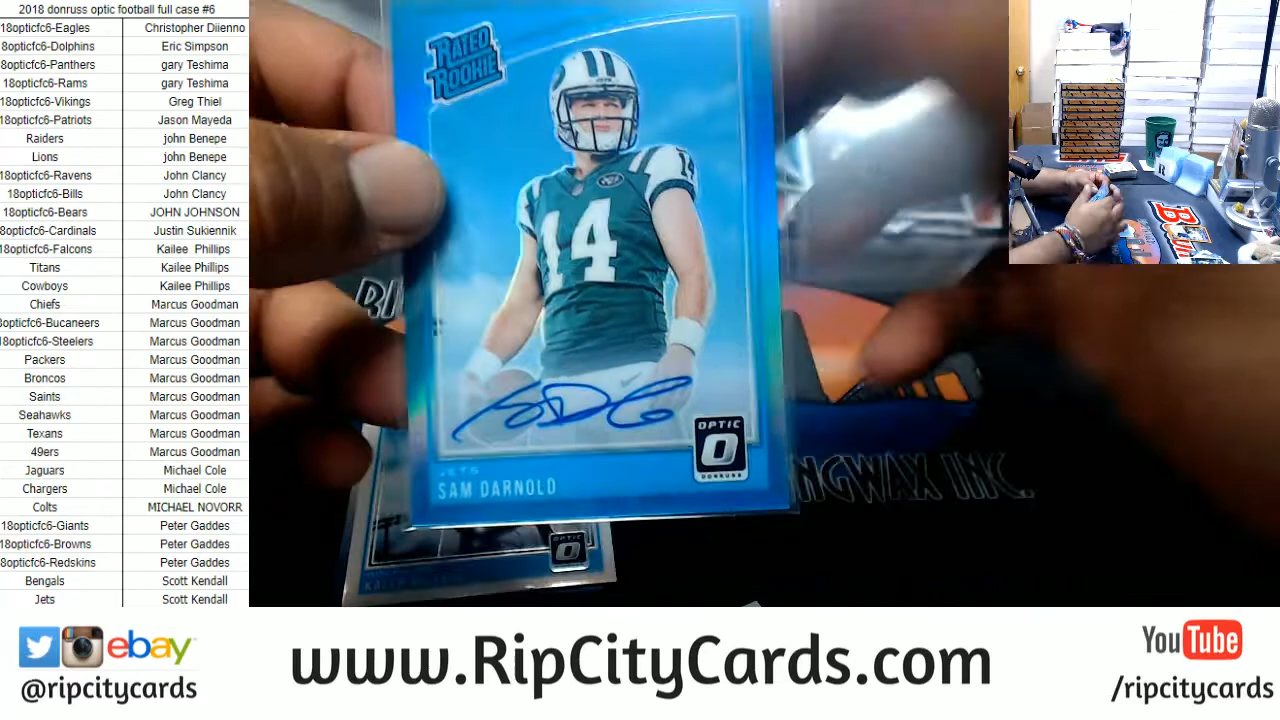 2018 donruss optic football full case #6
18opticfc6-Eagles Christopher Diienno
8opticfc6-Dolphins Eric Simpson
8opticfc6-Panthers gary Teshima
18opticfc6-Rams gary Teshima
18opticfc6-Vikings Greg Thiel
18opticfc6-Patriots Jason Mayeda
Raiders john Benepe
Lions john Benepe
18opticfc6-Ravens John Clancy
18opticfc6-Bills John Clancy
18opticfc6-Bears JOHN JOHNSON
8opticfc6-Cardinals Justin Sukiennik
18opticfc6-Falcons Kailee Phillips
Titans Kailee Phillips
Cowboys Kailee Phillips
Chiefs Marcus Goodman
8opticfc6-Bucaneers Marcus Goodman
18opticfc6-Steelers Marcus Goodman
Packers Marcus Goodman
Broncos Marcus Goodman
Saints Marcus Goodman
Seahawks Marcus Goodman
Texans Marcus Goodman
49ers Marcus Goodman
Jaguars Michael Cole
Chargers Michael Cole
Colts MICHAEL NOVORR
18opticfc6-Giants Peter Gaddes
18opticfc6-Browns Peter Gaddes
8opticfc6-Redskins Peter Gaddes
Bengals Scott Kendall
Jets Scott Kendall
RATED
ROOKIE
14
14
OPTIC
DONRUSS
JETS
SAM DARNOLD
NGWAX INC.
@ripcitycards
ebay
www.RipCityCards.com
YouTube
/ripcitycards